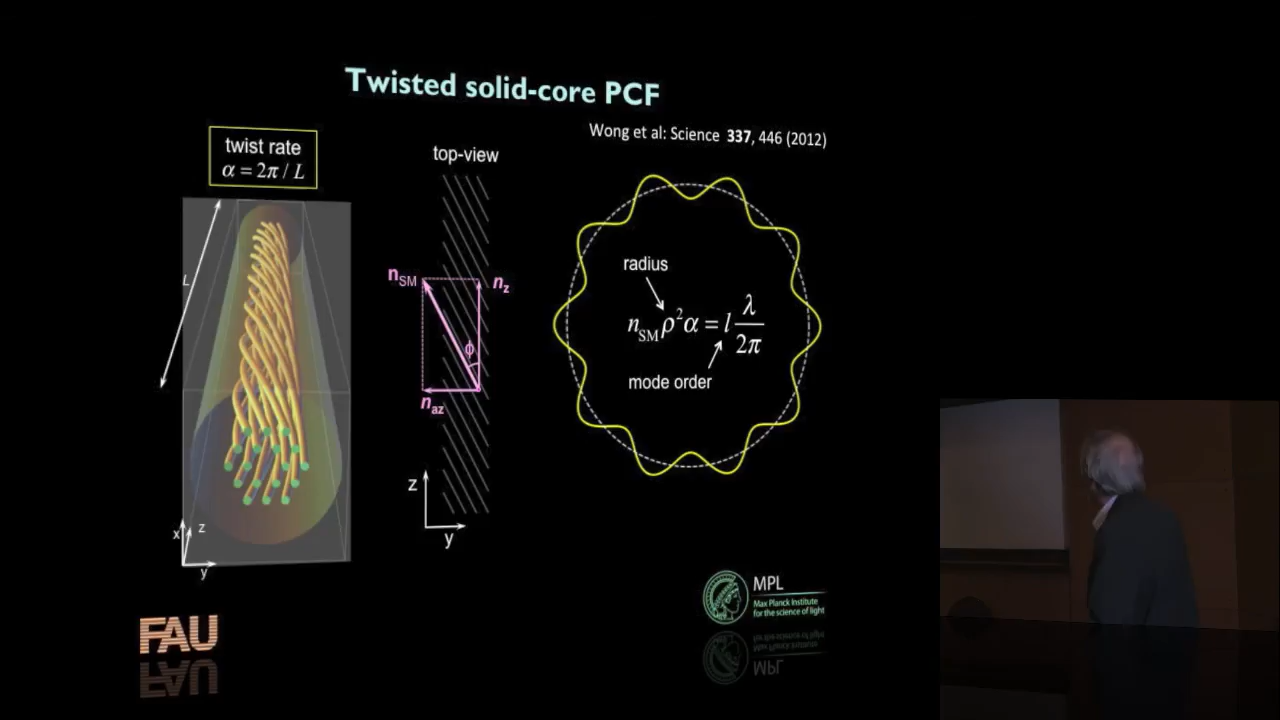 Twisted solid-core PCF
Wong et al: Science 337, 446 (2012)
twist rate
α = 2π / L
top-view
L
n_SM
n_z
ϕ
n_az
z
y
x
z
y
radius
n_SM ρ² α = l λ / 2π
mode order
FAU
MPL
Max Planck Institute
for the science of light